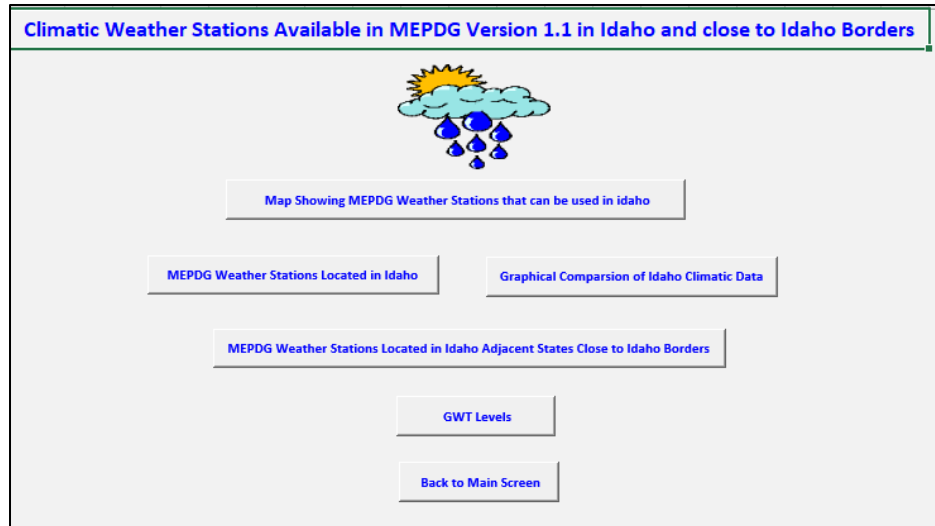 Climatic Weather Stations Available in MEPDG Version 1.1 in Idaho and close to Idaho Borders
Map Showing MEPDG Weather Stations that can be used in idaho
MEPDG Weather Stations Located in Idaho
Graphical Comparsion of Idaho Climatic Data
MEPDG Weather Stations Located in Idaho Adjacent States Close to Idaho Borders
GWT Levels
Back to Main Screen